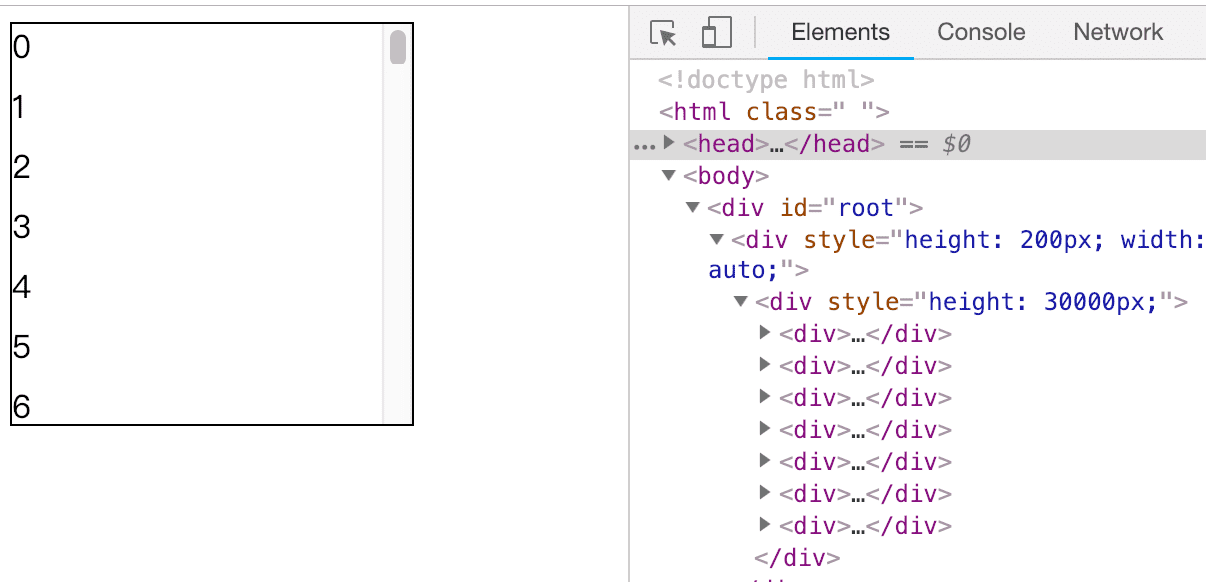 0
1
2
3
4
5
6
Elements Console Network
<!doctype html>
<html class=" ">
… <head>…</head> == $0
<body>
<div id="root">
<div style="height: 200px; width:
auto;">
<div style="height: 30000px;">
<div>…</div>
<div>…</div>
<div>…</div>
<div>…</div>
<div>…</div>
<div>…</div>
<div>…</div>
</div>